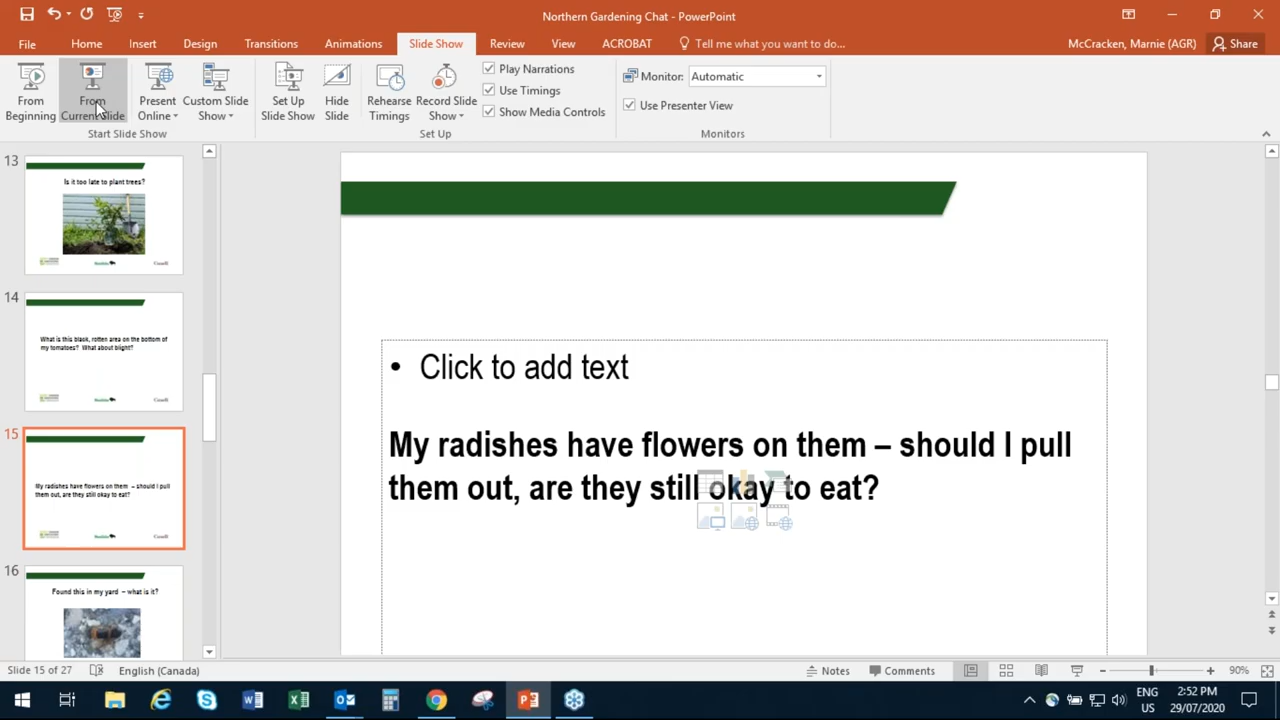 Northern Gardening Chat - PowerPoint
File Home Insert Design Transitions Animations Slide Show Review View ACROBAT Tell me what you want to do... McCracken, Marnie (AGR) Share
From Beginning
From Current Slide
Present Online
Custom Slide Show
Start Slide Show
Set Up Slide Show
Hide Slide
Rehearse Timings
Record Slide Show
Play Narrations
Use Timings
Show Media Controls
Set Up
Monitor: Automatic
Use Presenter View
Monitors
13
Is it too late to plant trees?
14
What is this black, rotten area on the bottom of
my tomatoes? What about blight?
15
My radishes have flowers on them – should I pull
them out, are they still okay to eat?
16
Found this in my yard – what is it?
• Click to add text
My radishes have flowers on them – should I pull
them out, are they still okay to eat?
Slide 15 of 27 English (Canada) Notes Comments 90%
ENG
US
2:52 PM
29/07/2020